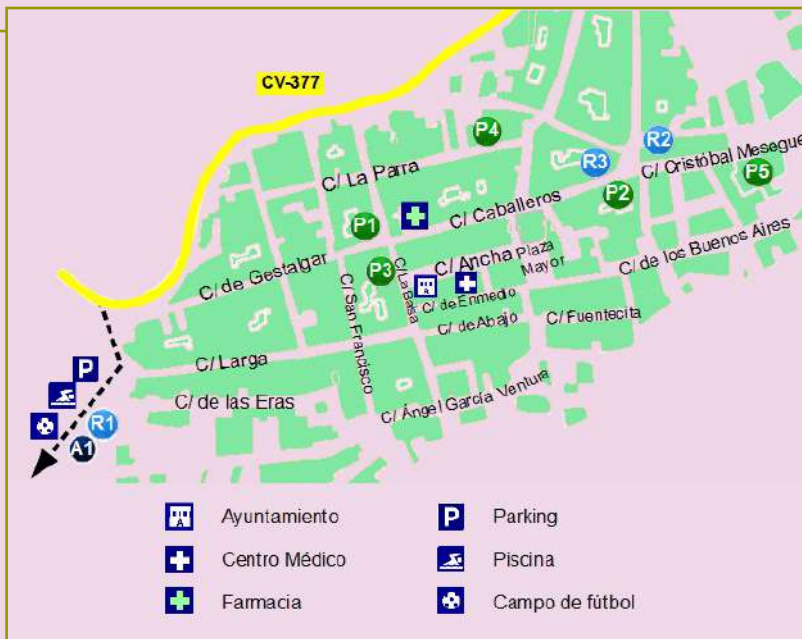 CV-377
P4
R2
R3
C/ La Parra
C/ Cristóbal Mesegue
P5
P2
C/ Caballeros
P1
C/ Ancha
Plaza
Mayor
C/ de los Buenos Aires
C/ de Gestalgar
P3
C/ La Basa
C/ de Enmedio
C/ San Francisco
C/ de Abajo
C/ Fuentecita
C/ Larga
P
C/ de las Eras
C/ Ángel García Ventura
R1
A1
A
Ayuntamiento
P
Parking
Centro Médico
Piscina
Farmacia
Campo de fútbol